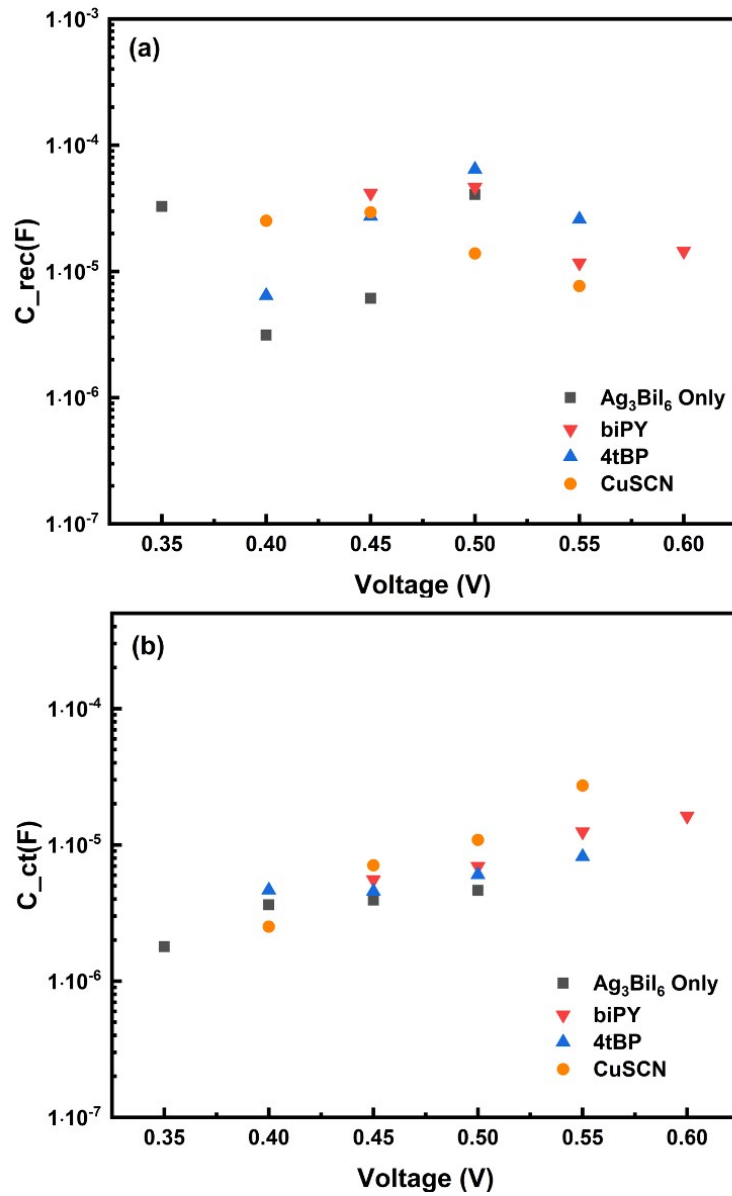 (a)
C_rec(F)
1·10⁻³
1·10⁻⁴
1·10⁻⁵
1·10⁻⁶
1·10⁻⁷
Ag₃BiI₆ Only
biPY
4tBP
CuSCN
0.35 0.40 0.45 0.50 0.55 0.60
Voltage (V)
(b)
C_ct(F)
1·10⁻⁴
1·10⁻⁵
1·10⁻⁶
1·10⁻⁷
Ag₃BiI₆ Only
biPY
4tBP
CuSCN
0.35 0.40 0.45 0.50 0.55 0.60
Voltage (V)